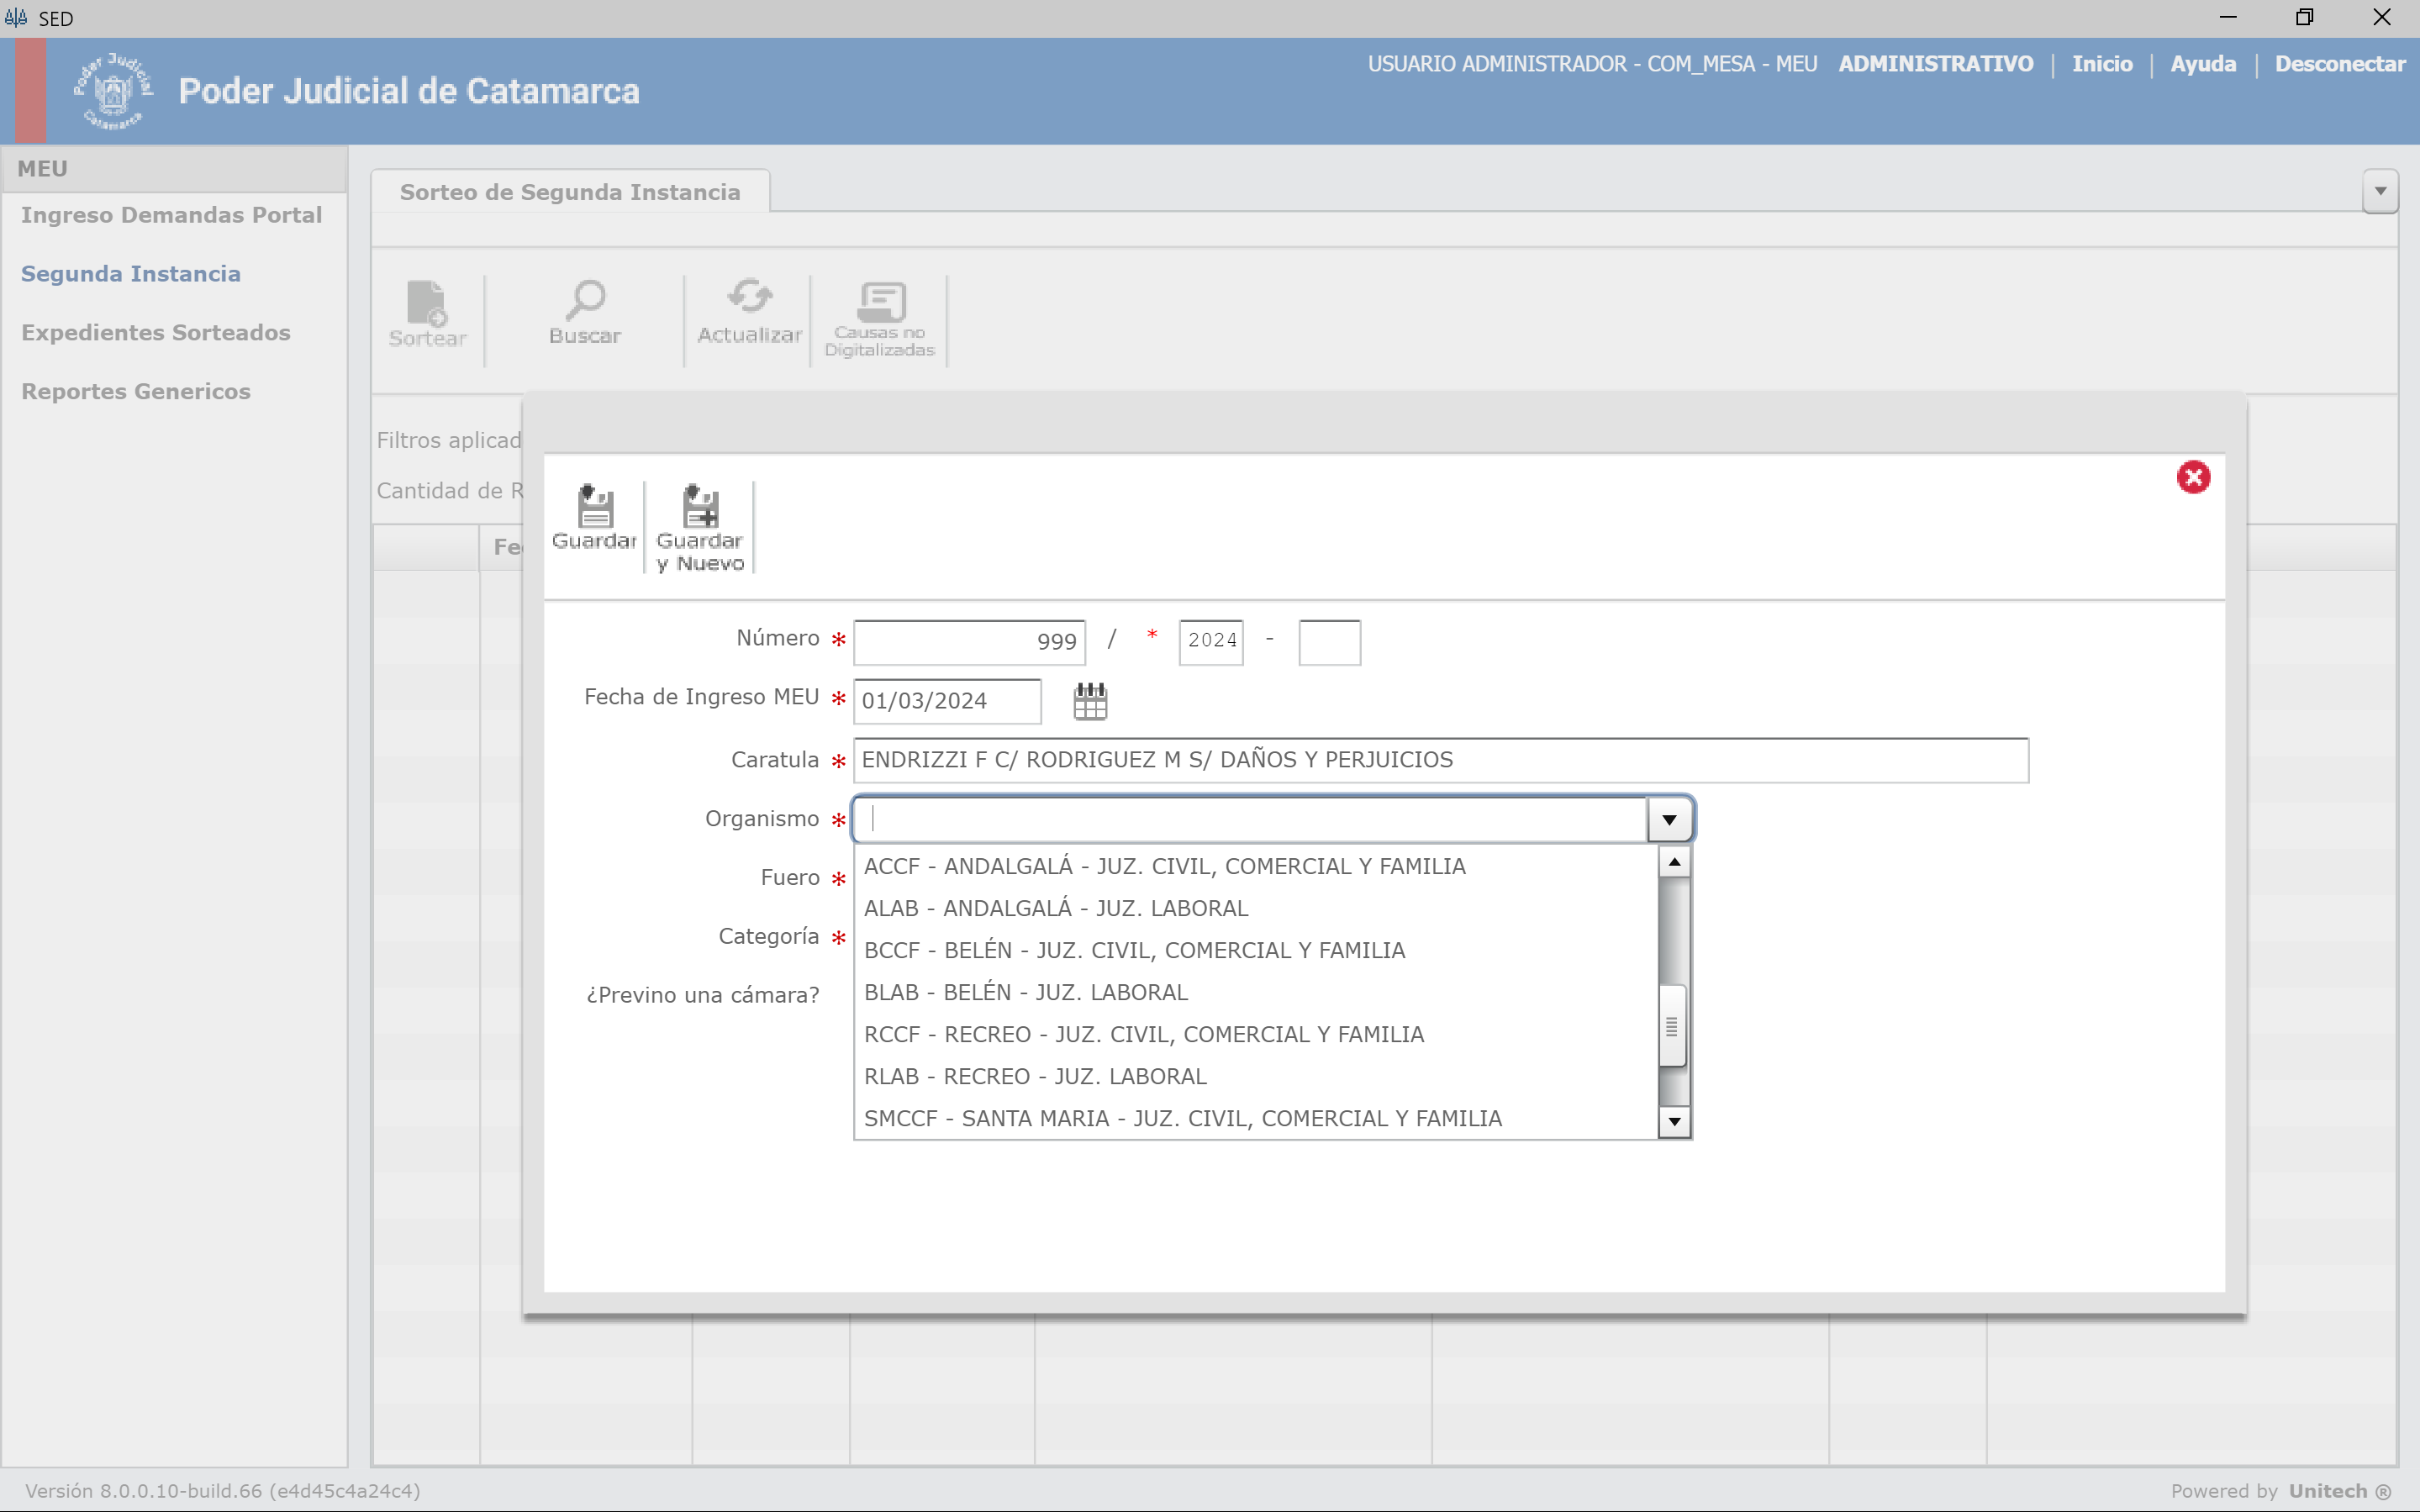 SED
Poder Judicial Catamarca
Poder Judicial de Catamarca
USUARIO ADMINISTRADOR - COM_MESA - MEU ADMINISTRATIVO | Inicio | Ayuda | Desconectar
MEU
Ingreso Demandas Portal
Segunda Instancia
Expedientes Sorteados
Reportes Genericos
Sorteo de Segunda Instancia
Sortear
Buscar
Actualizar
Causas no
Digitalizadas
Filtros aplicad
Cantidad de R
Fe
Guardar
Guardar
y Nuevo
Número * 999 / * 2024 -
Fecha de Ingreso MEU * 01/03/2024
Caratula * ENDRIZZI F C/ RODRIGUEZ M S/ DAÑOS Y PERJUICIOS
Organismo *
Fuero *
Categoría *
¿Previno una cámara?
ACCF - ANDALGALÁ - JUZ. CIVIL, COMERCIAL Y FAMILIA
ALAB - ANDALGALÁ - JUZ. LABORAL
BCCF - BELÉN - JUZ. CIVIL, COMERCIAL Y FAMILIA
BLAB - BELÉN - JUZ. LABORAL
RCCF - RECREO - JUZ. CIVIL, COMERCIAL Y FAMILIA
RLAB - RECREO - JUZ. LABORAL
SMCCF - SANTA MARIA - JUZ. CIVIL, COMERCIAL Y FAMILIA
Versión 8.0.0.10-build.66 (e4d45c4a24c4)
Powered by Unitech ®